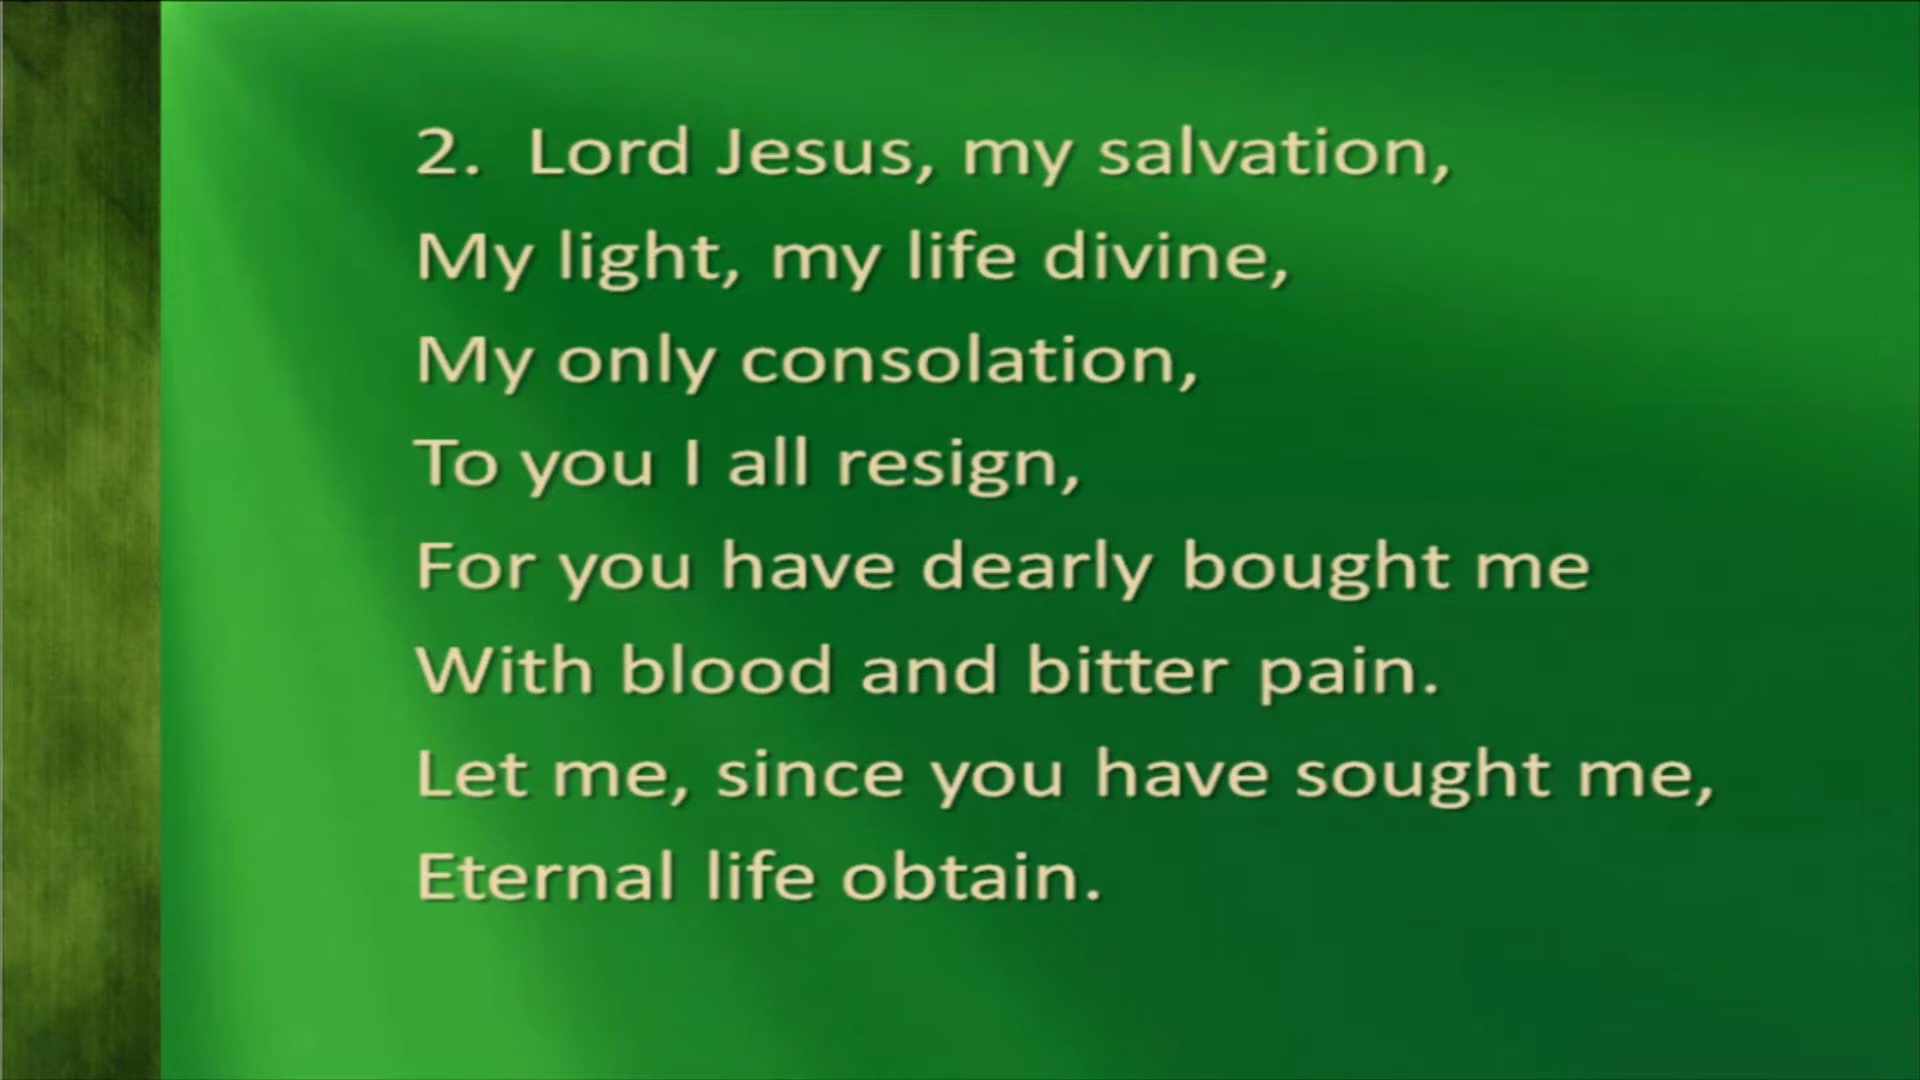 2. Lord Jesus, my salvation,
My light, my life divine,
My only consolation,
To you I all resign,
For you have dearly bought me
With blood and bitter pain.
Let me, since you have sought me,
Eternal life obtain.